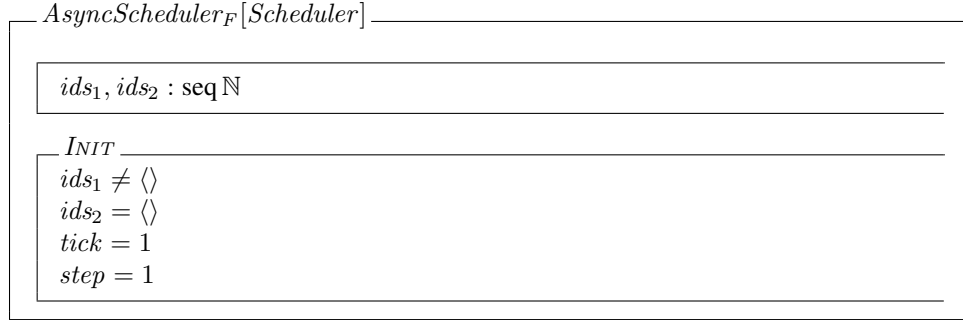 AsyncScheduler_F[Scheduler]
ids₁, ids₂ : seq ℕ
INIT
ids₁ ≠ ⟨⟩
ids₂ = ⟨⟩
tick = 1
step = 1